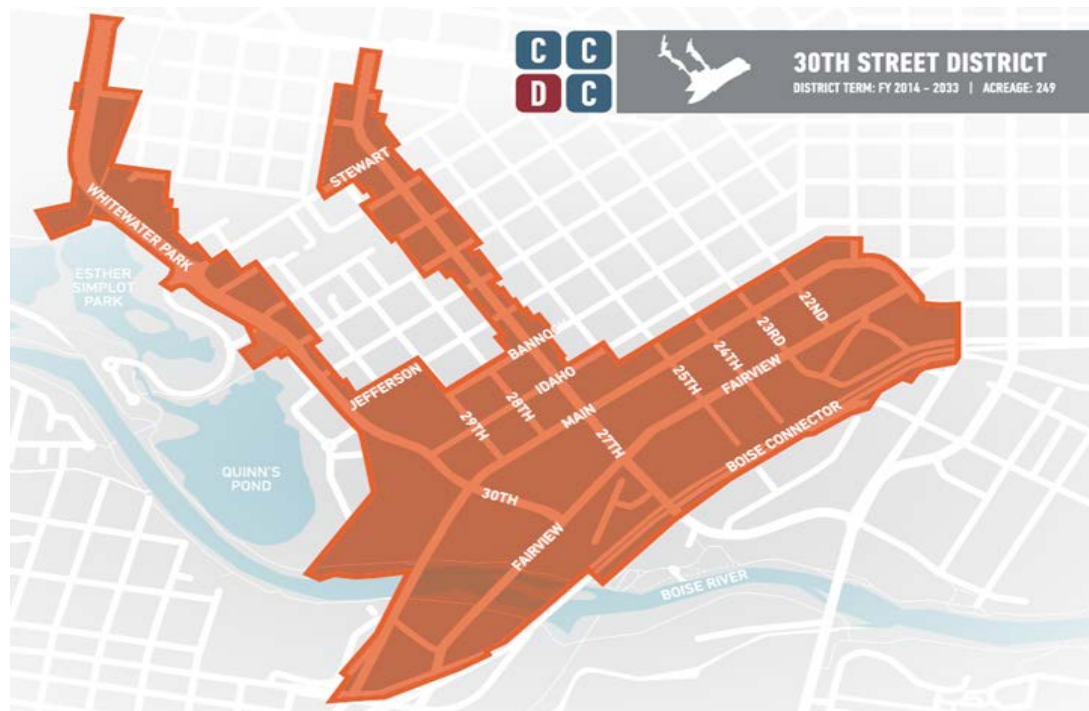 C C
D C
30TH STREET DISTRICT
DISTRICT TERM: FY 2014 - 2033 | ACREAGE: 249
STEWART
WHITEWATER PARK
ESTHER
SIMPLOT
PARK
22ND
23RD
24TH
25TH
FAIRVIEW
BANNOCK
IDAHO
JEFFERSON
28TH
29TH
MAIN
27TH
BOISE CONNECTOR
QUINN'S
POND
30TH
FAIRVIEW
BOISE RIVER